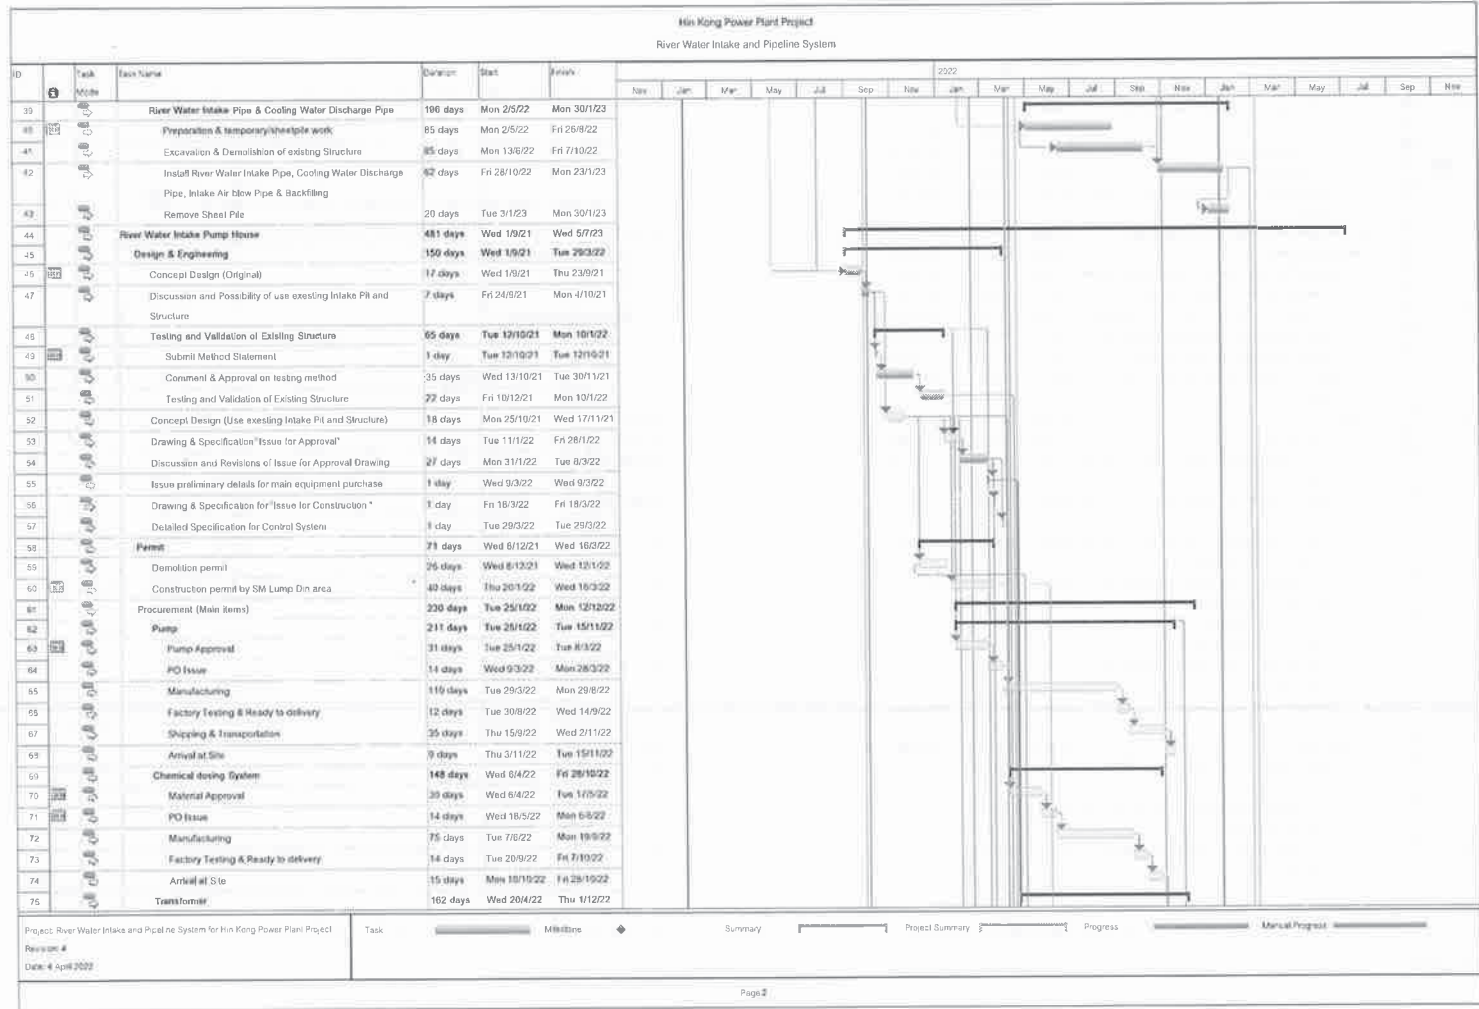 Hin Kong Power Plant Project
River Water Intake and Pipeline System
ID Task Mode Task Name Duration Start Finish
2022
Nov Jan Mar May Jul Sep Nov Jan Mar May Jul Sep Nov Jan Mar May Jul Sep Nov
39 River Water Intake Pipe & Cooling Water Discharge Pipe 196 days Mon 2/5/22 Mon 30/1/23
40 Preparation & temporary/sheetpile work 85 days Mon 2/5/22 Fri 26/8/22
41 Excavation & Demolishion of existing Structure 85 days Mon 13/6/22 Fri 7/10/22
42 Install River Water Intake Pipe, Cooling Water Discharge 62 days Fri 28/10/22 Mon 23/1/23
Pipe, Intake Air blow Pipe & Backfilling
43 Remove Sheet Pile 20 days Tue 3/1/23 Mon 30/1/23
44 River Water Intake Pump House 481 days Wed 1/9/21 Wed 5/7/23
45 Design & Engineering 150 days Wed 1/9/21 Tue 29/3/22
46 Concept Design (Original) 17 days Wed 1/9/21 Thu 23/9/21
47 Discussion and Possibility of use exesting Intake Pit and 7 days Fri 24/9/21 Mon 4/10/21
Structure
48 Testing and Validation of Existing Structure 65 days Tue 12/10/21 Mon 10/1/22
49 Submit Method Statement 1 day Tue 12/10/21 Tue 12/10/21
50 Comment & Approval on testing method 35 days Wed 13/10/21 Tue 30/11/21
51 Testing and Validation of Existing Structure 22 days Fri 10/12/21 Mon 10/1/22
52 Concept Design (Use exesting Intake Pit and Structure) 18 days Mon 25/10/21 Wed 17/11/21
53 Drawing & Specification"Issue for Approval" 14 days Tue 11/1/22 Fri 28/1/22
54 Discussion and Revisions of Issue for Approval Drawing 27 days Mon 31/1/22 Tue 8/3/22
55 Issue preliminary details for main equipment purchase 1 day Wed 9/3/22 Wed 9/3/22
56 Drawing & Specification for"Issue for Construction " 1 day Fri 18/3/22 Fri 18/3/22
57 Detailed Specification for Control System 1 day Tue 29/3/22 Tue 29/3/22
58 Permit 71 days Wed 8/12/21 Wed 16/3/22
59 Demolition permit 26 days Wed 8/12/21 Wed 12/1/22
60 Construction permit by SM Lump Din area 40 days Thu 20/1/22 Wed 16/3/22
61 Procurement (Main items) 230 days Tue 25/1/22 Mon 12/12/22
62 Pump 211 days Tue 25/1/22 Tue 15/11/22
63 Pump Approval 31 days Tue 25/1/22 Tue 8/3/22
64 PO Issue 14 days Wed 9/3/22 Mon 28/3/22
65 Manufacturing 110 days Tue 29/3/22 Mon 29/8/22
66 Factory Testing & Ready to delivery 12 days Tue 30/8/22 Wed 14/9/22
67 Shipping & Transportation 35 days Thu 15/9/22 Wed 2/11/22
68 Arrival at Site 9 days Thu 3/11/22 Tue 15/11/22
69 Chemical dosing System 148 days Wed 6/4/22 Fri 28/10/22
70 Material Approval 30 days Wed 6/4/22 Tue 17/5/22
71 PO Issue 14 days Wed 18/5/22 Mon 6/6/22
72 Manufacturing 75 days Tue 7/6/22 Mon 19/9/22
73 Factory Testing & Ready to delivery 14 days Tue 20/9/22 Fri 7/10/22
74 Arrival at Site 15 days Mon 10/10/22 Fri 28/10/22
75 Transformer 162 days Wed 20/4/22 Thu 1/12/22
Project: River Water Intake and Pipeline System for Hin Kong Power Plant Project
Revision: 4
Date: 4 April 2022
Task Milestone Summary Project Summary Progress Manual Progress
Page 2